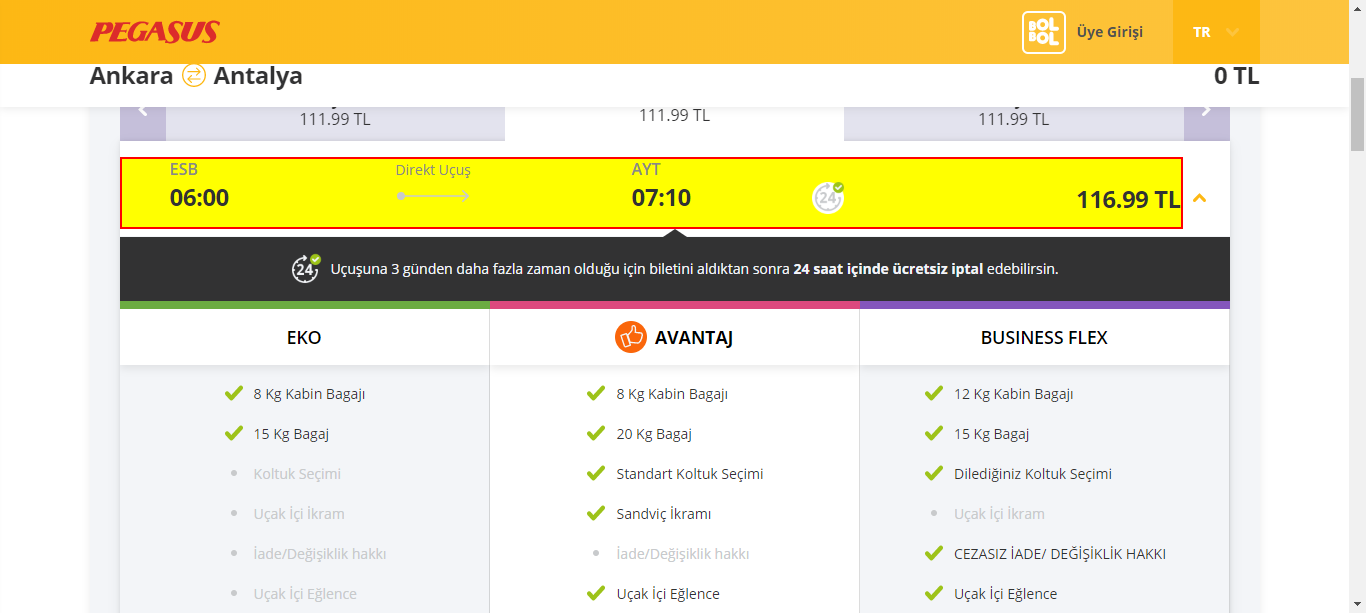 PEGASUS
BOL BOL
Üye Girişi
TR
Ankara Antalya
0 TL
111.99 TL
111.99 TL
111.99 TL
ESB
Direkt Uçuş
AYT
06:00
07:10
24
116.99 TL
24
Uçuşuna 3 günden daha fazla zaman olduğu için biletini aldıktan sonra 24 saat içinde ücretsiz iptal edebilirsin.
EKO
AVANTAJ
BUSINESS FLEX
8 Kg Kabin Bagajı
8 Kg Kabin Bagajı
12 Kg Kabin Bagajı
15 Kg Bagaj
20 Kg Bagaj
15 Kg Bagaj
Koltuk Seçimi
Standart Koltuk Seçimi
Dilediğiniz Koltuk Seçimi
Uçak İçi İkram
Sandviç İkramı
Uçak İçi İkram
İade/Değişiklik hakkı
İade/Değişiklik hakkı
CEZASIZ İADE/ DEĞİŞİKLİK HAKKI
Uçak İçi Eğlence
Uçak İçi Eğlence
Uçak İçi Eğlence